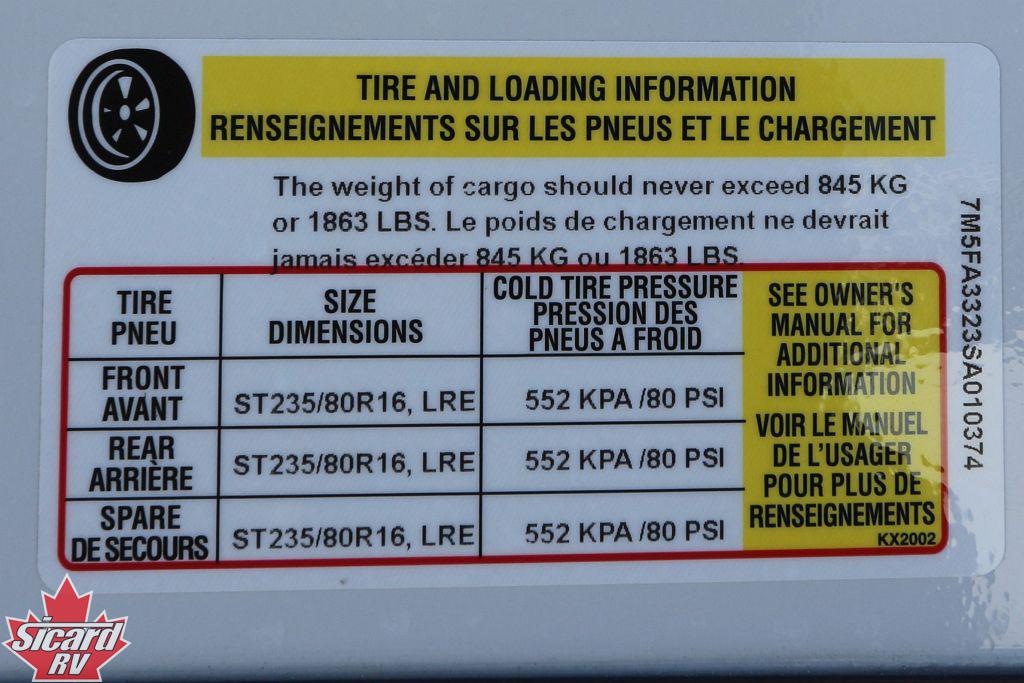 TIRE AND LOADING INFORMATION
RENSEIGNEMENTS SUR LES PNEUS ET LE CHARGEMENT
The weight of cargo should never exceed 845 KG
or 1863 LBS. Le poids de chargement ne devrait
jamais excéder 845 KG ou 1863 LBS.
TIRE
PNEU
SIZE
DIMENSIONS
COLD TIRE PRESSURE
PRESSION DES
PNEUS A FROID
FRONT
AVANT
ST235/80R16, LRE
552 KPA /80 PSI
REAR
ARRIÈRE
ST235/80R16, LRE
552 KPA /80 PSI
SPARE
DE SECOURS
ST235/80R16, LRE
552 KPA /80 PSI
SEE OWNER'S
MANUAL FOR
ADDITIONAL
INFORMATION
VOIR LE MANUEL
DE L'USAGER
POUR PLUS DE
RENSEIGNEMENTS
KX2002
7M5FA3323SA010374
Sicard
RV